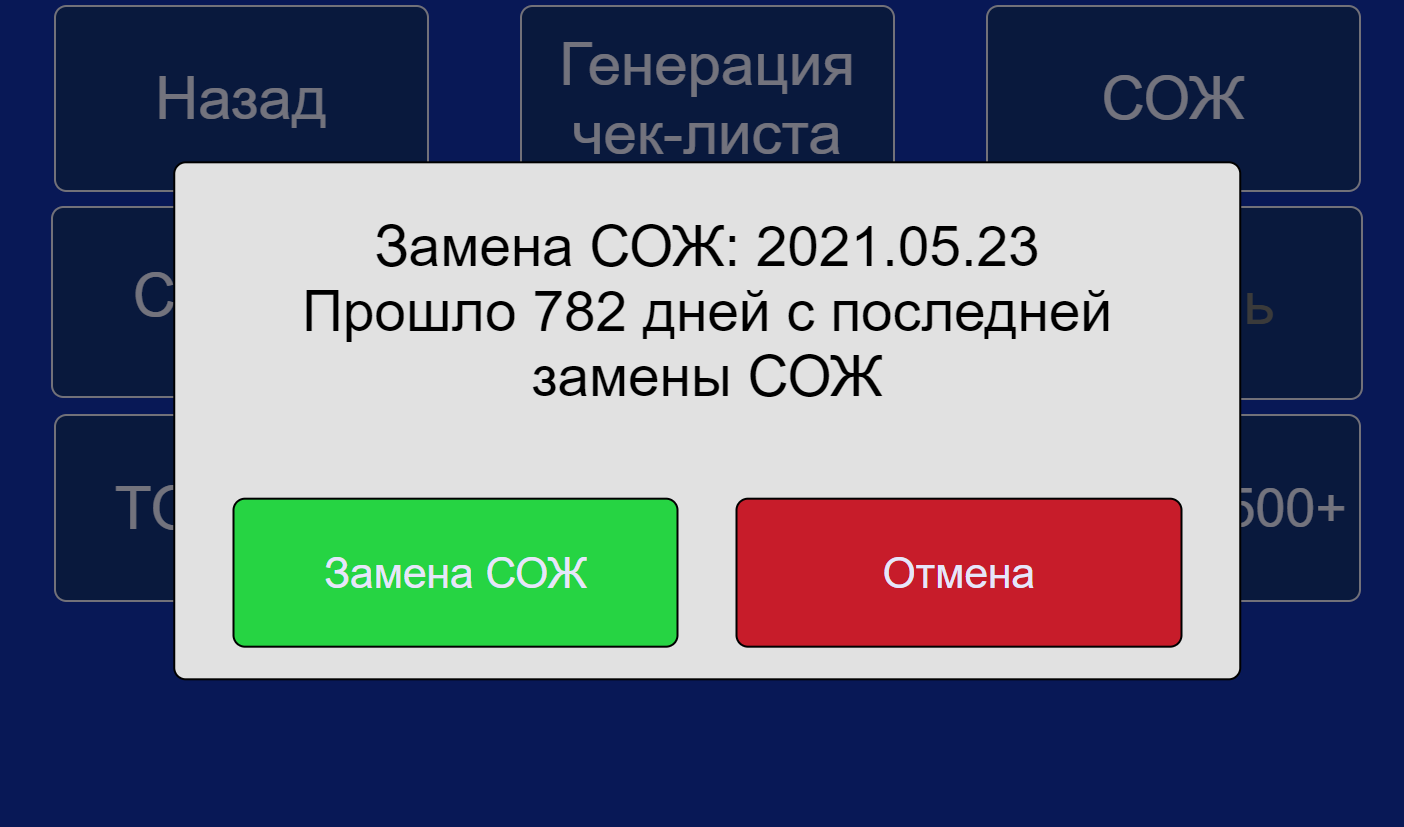 Назад
Генерация
чек-листа
СОЖ
Замена СОЖ: 2021.05.23
Прошло 782 дней с последней
замены СОЖ
Замена СОЖ
Отмена